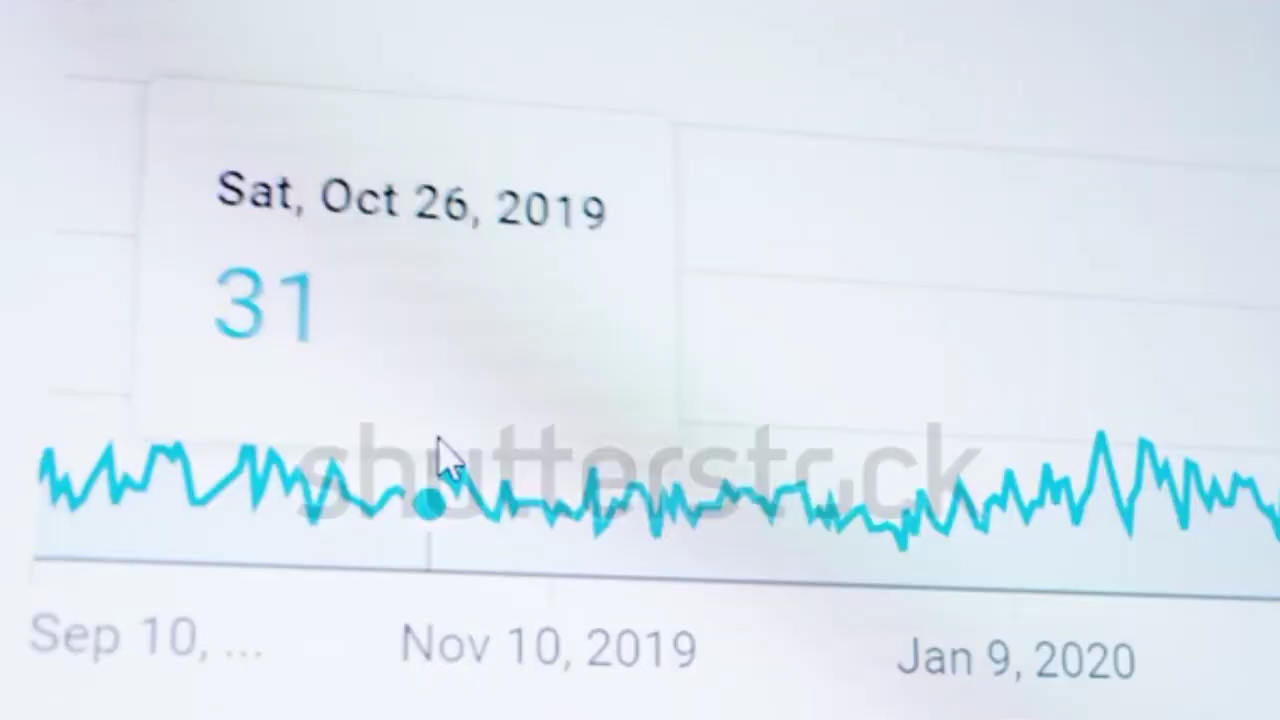 Sat, Oct 26, 2019
31
shutterstock
Sep 10, ...
Nov 10, 2019
Jan 9, 2020